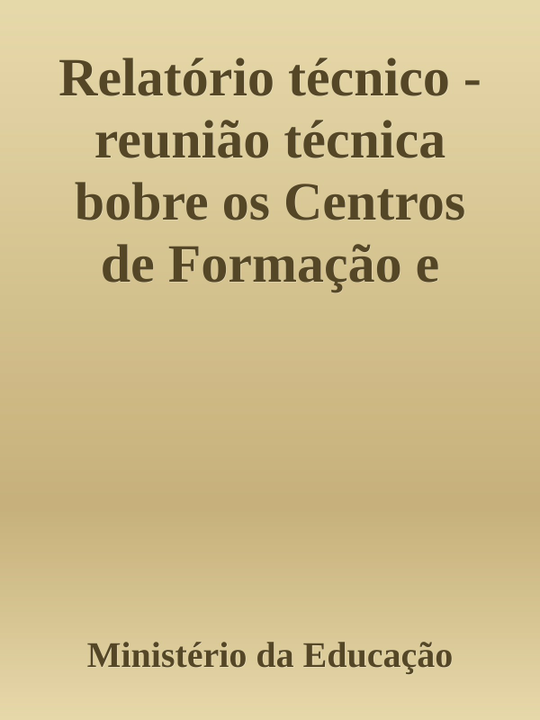 Relatório técnico -
reunião técnica
bobre os Centros
de Formação e
Ministério da Educação